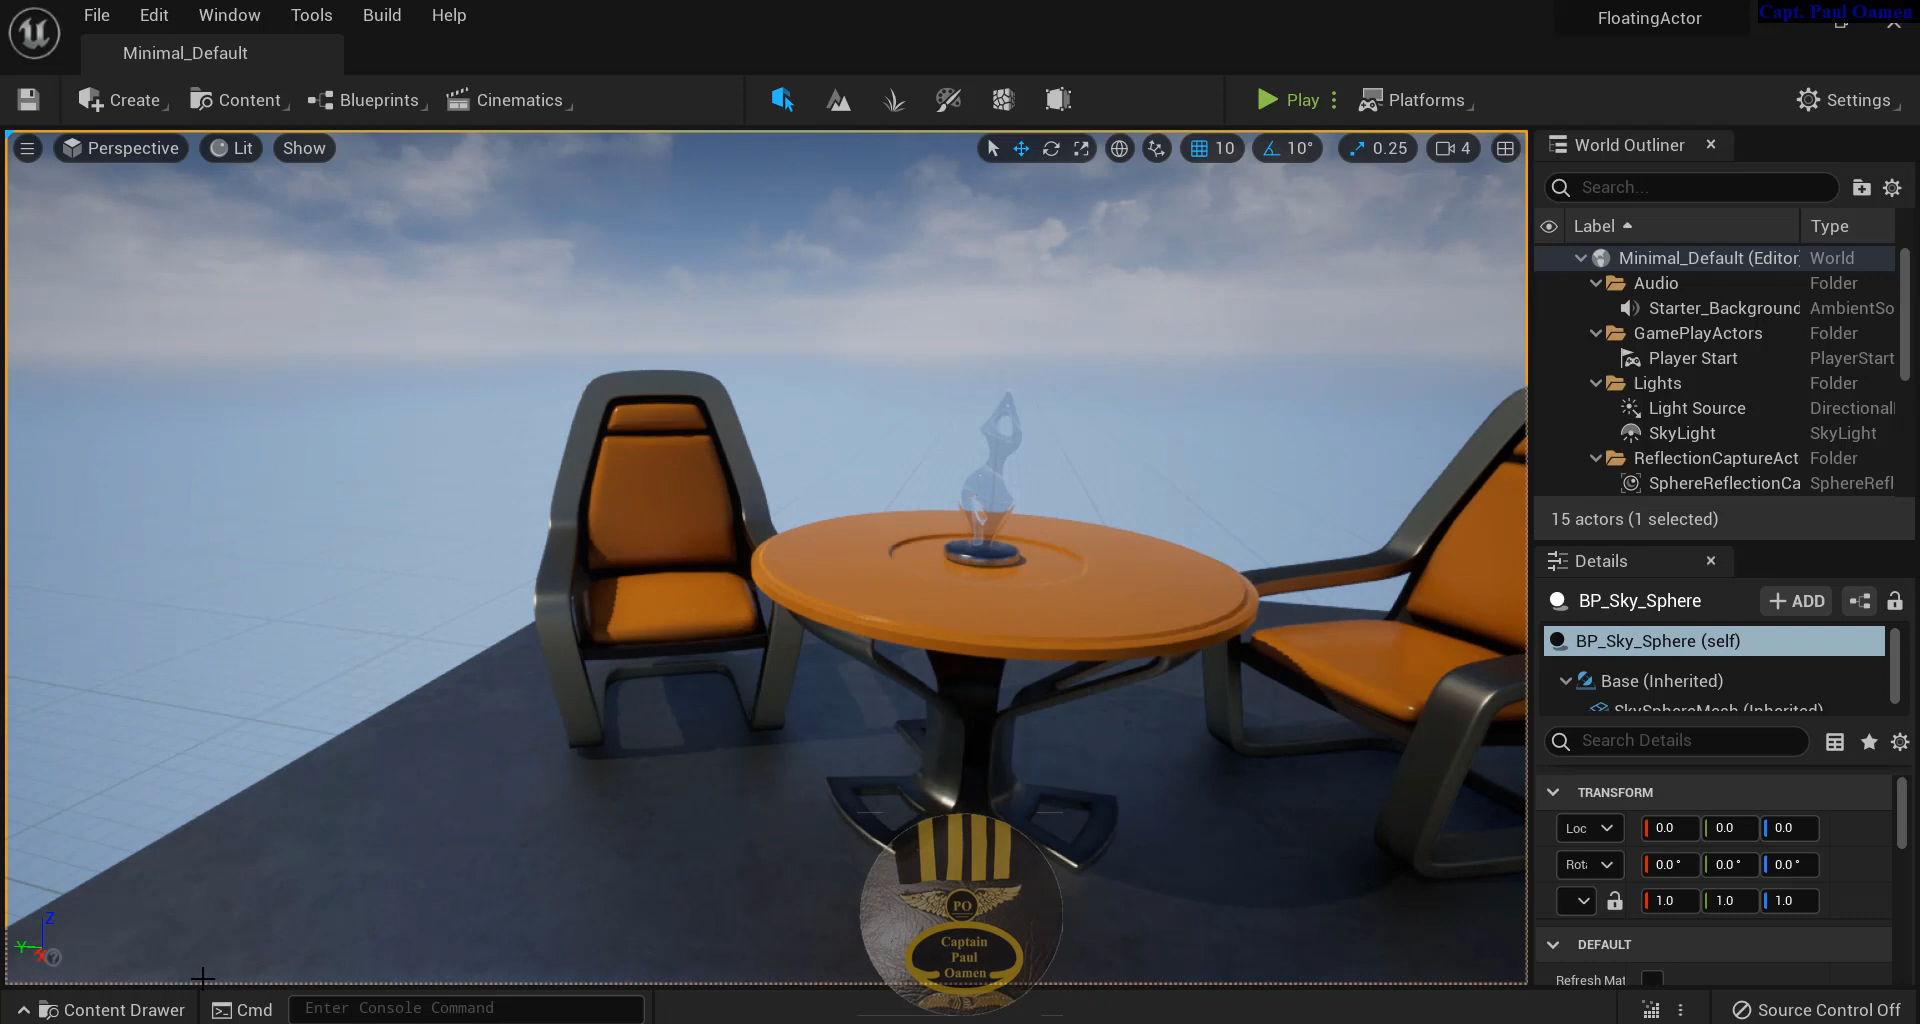 File Edit Window Tools Build Help
FloatingActor
Capt. Paul Oamen
Minimal_Default
Create Content Blueprints Cinematics Play Platforms Settings
Perspective Lit Show 10 10° 0.25 4
World Outliner
Search...
Label Type
Minimal_Default (Editor World
Audio Folder
Starter_Background AmbientSo
GamePlayActors Folder
Player Start PlayerStart
Lights Folder
Light Source Directional
SkyLight SkyLight
ReflectionCaptureAct Folder
SphereReflectionCa SphereRefl
15 actors (1 selected)
Details
BP_Sky_Sphere ADD
BP_Sky_Sphere (self)
Base (Inherited)
SkySphereMesh (Inherited)
Search Details
TRANSFORM
Loc 0.0 0.0 0.0
Rota 0.0° 0.0° 0.0°
1.0 1.0 1.0
DEFAULT
Refresh Mat
Z
Y
X
PO
Captain
Paul
Oamen
Content Drawer Cmd Enter Console Command Source Control Off